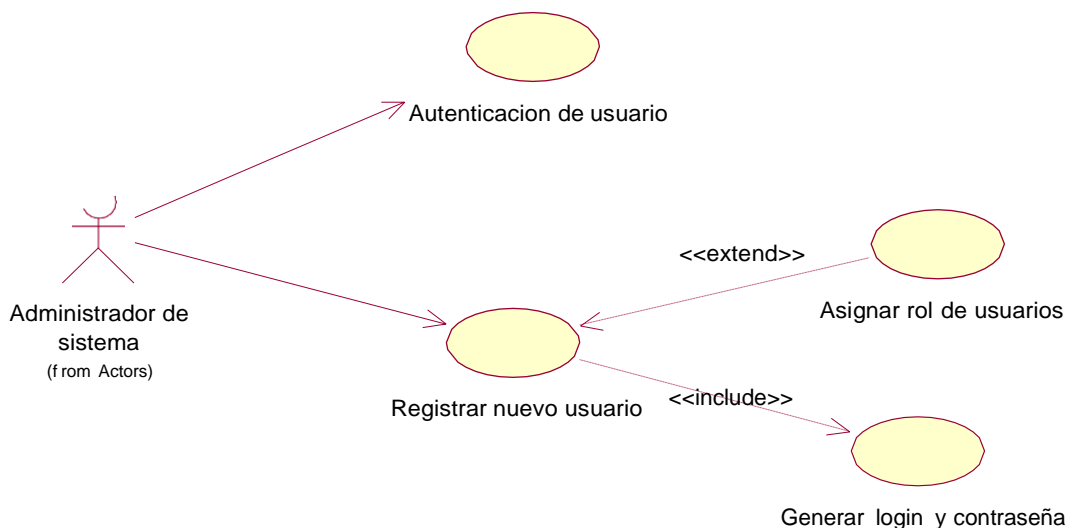 Autenticacion de usuario
<<extend>>
Asignar rol de usuarios
Administrador de
sistema
(f rom Actors)
Registrar nuevo usuario
<<include>>
Generar login y contraseña